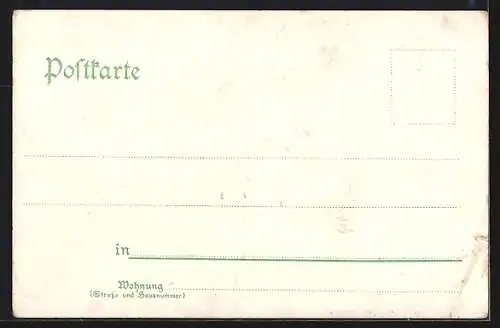 Postkarte
in
Wohnung
(Straße und Hausnummer)